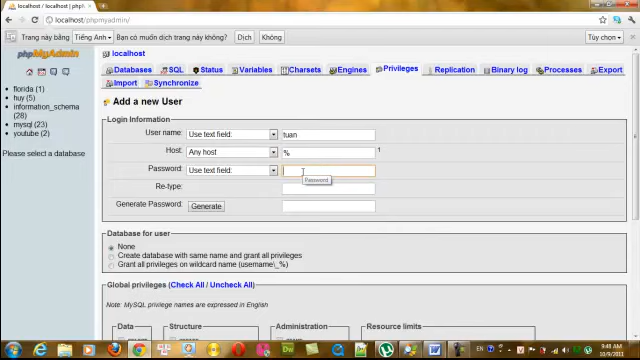 localhost / localhost / phpm
localhost/phpmyadmin/
Trang này bằng Tiếng Anh Bạn có muốn dịch trang này không? Dịch Không Tùy chọn
phpMyAdmin
florida (1)
huy (5)
information_schema (28)
mysql (23)
youtube (2)
Please select a database
localhost
Databases SQL Status Variables Charsets Engines Privileges Replication Binary log Processes Export
Import Synchronize
Add a new User
Login Information
User name: Use text field: tuan
Host: Any host % 1
Password: Use text field:
Password
Re-type:
Generate Password: Generate
Database for user
None
Create database with same name and grant all privileges
Grant all privileges on wildcard name (username\_%)
Global privileges (Check All / Uncheck All)
Note: MySQL privilege names are expressed in English
Data Structure Administration Resource limits
EN
9:48 AM
10/9/2011